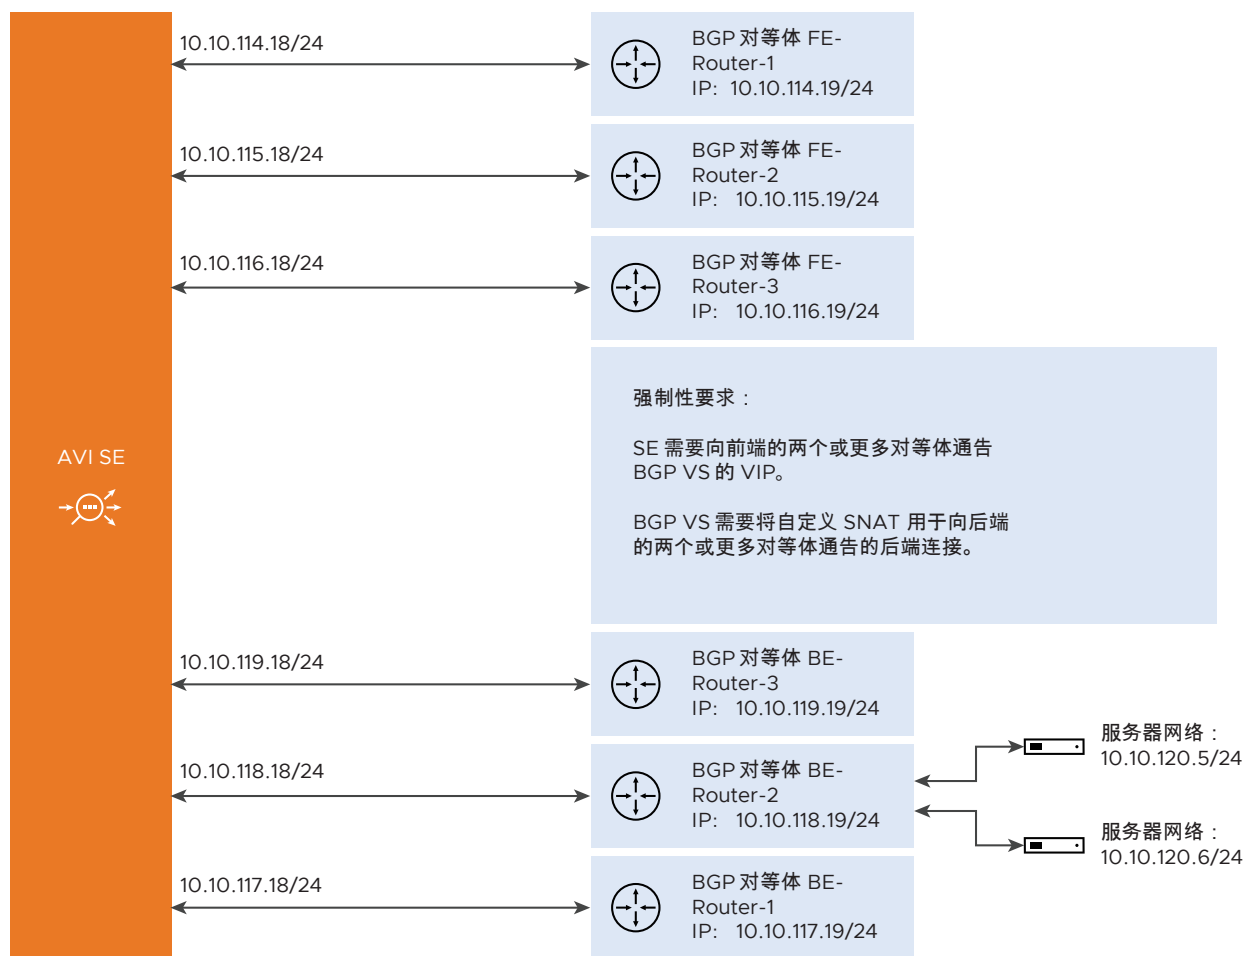 10.10.114.18/24
BGP 对等体 FE-
Router-1
IP: 10.10.114.19/24
10.10.115.18/24
BGP 对等体 FE-
Router-2
IP: 10.10.115.19/24
10.10.116.18/24
BGP 对等体 FE-
Router-3
IP: 10.10.116.19/24
AVI SE
强制性要求：
SE 需要向前端的两个或更多对等体通告
BGP VS 的 VIP。
BGP VS 需要将自定义 SNAT 用于向后端
的两个或更多对等体通告的后端连接。
10.10.119.18/24
BGP 对等体 BE-
Router-3
IP: 10.10.119.19/24
10.10.118.18/24
BGP 对等体 BE-
Router-2
IP: 10.10.118.19/24
服务器网络：
10.10.120.5/24
服务器网络：
10.10.120.6/24
10.10.117.18/24
BGP 对等体 BE-
Router-1
IP: 10.10.117.19/24